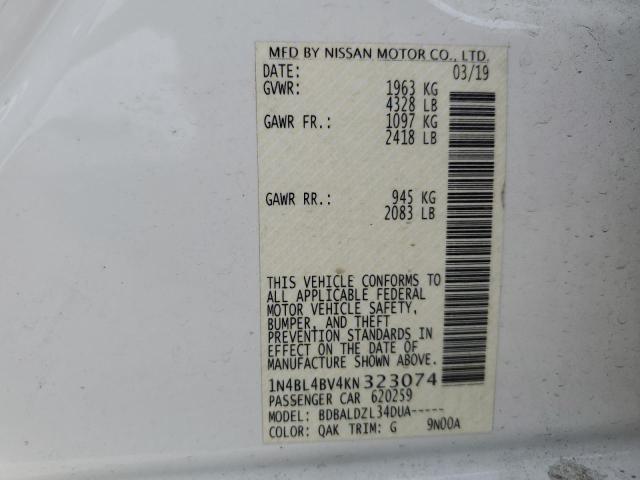 MFD BY NISSAN MOTOR CO., LTD.
DATE: 03/19
GVWR: 1963 KG
4328 LB
GAWR FR.: 1097 KG
2418 LB
GAWR RR.: 945 KG
2083 LB
THIS VEHICLE CONFORMS TO
ALL APPLICABLE FEDERAL
MOTOR VEHICLE SAFETY,
BUMPER, AND THEFT
PREVENTION STANDARDS IN
EFFECT ON THE DATE OF
MANUFACTURE SHOWN ABOVE.
1N4BL4BV4KN323074
PASSENGER CAR 620259
MODEL: BDBALDZL34DUA-----
COLOR: QAK TRIM: G 9N00A